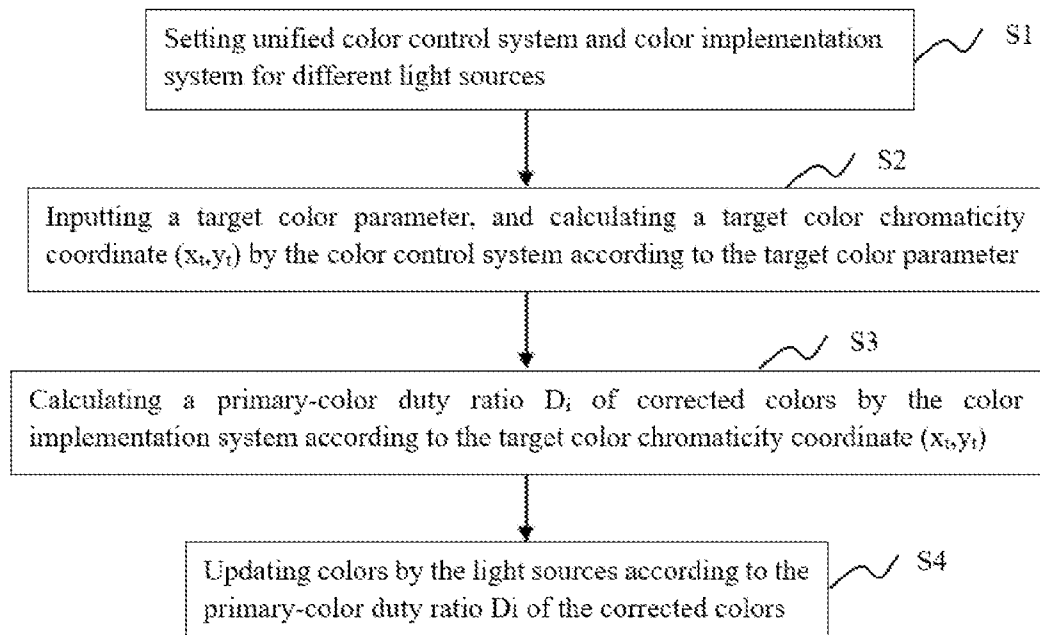 Setting unified color control system and color implementation
S1
system for different light sources
S2
Inputting a target color parameter, and calculating a target color chromaticity
coordinate (xₜ,yₜ) by the color control system according to the target color parameter
S3
Calculating a primary-color duty ratio Dᵢ of corrected colors by the color
implementation system according to the target color chromaticity coordinate (xₜ,yₜ)
S4
Updating colors by the light sources according to the
primary-color duty ratio Di of the corrected colors